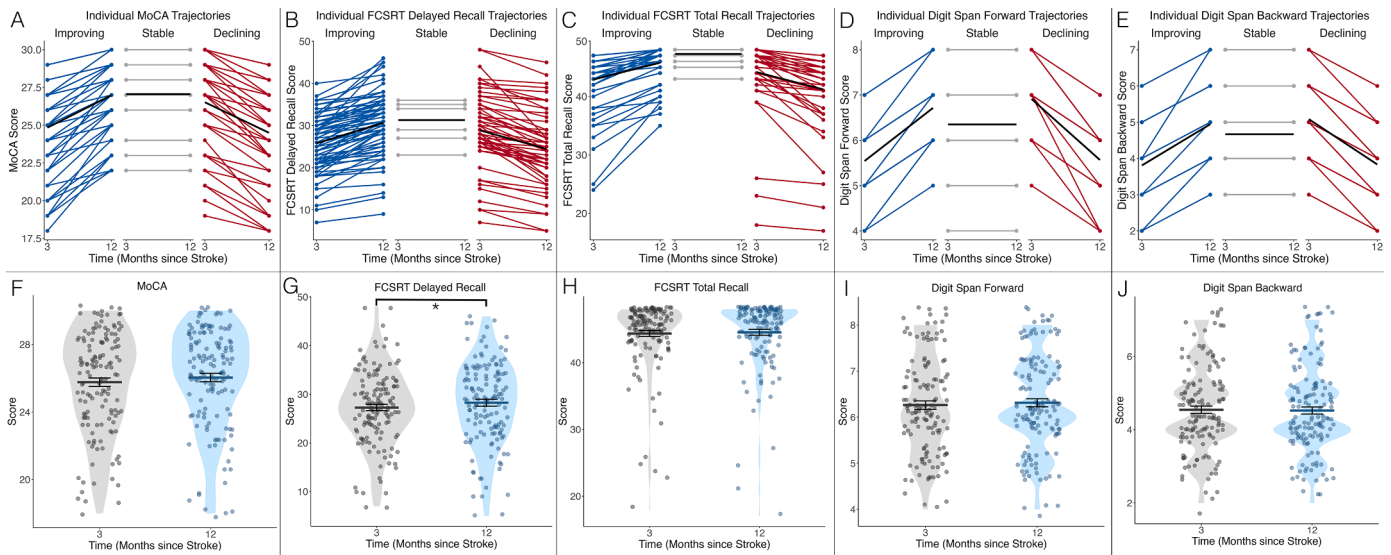 A Individual MoCA Trajectories
Improving Stable Declining
MoCA Score
30.0
27.5
25.0
22.5
20.0
17.5
3 12 3 12 3 12
Time (Months since Stroke)
B Individual FCSRT Delayed Recall Trajectories
Improving Stable Declining
FCSRT Delayed Recall Score
50
40
30
20
10
3 12 3 12 3 12
Time (Months since Stroke)
C Individual FCSRT Total Recall Trajectories
Improving Stable Declining
FCSRT Total Recall Score
50
40
30
20
3 12 3 12 3 12
Time (Months since Stroke)
D Individual Digit Span Forward Trajectories
Improving Stable Declining
Digit Span Forward Score
8
7
6
5
4
3 12 3 12 3 12
Time (Months since Stroke)
E Individual Digit Span Backward Trajectories
Improving Stable Declining
Digit Span Backward Score
7
6
5
4
3
2
3 12 3 12 3 12
Time (Months since Stroke)
F MoCA
Score
28
24
20
3 12
Time (Months since Stroke)
G FCSRT Delayed Recall
Score
50
40
30
20
10
*
3 12
Time (Months since Stroke)
H FCSRT Total Recall
Score
40
30
20
3 12
Time (Months since Stroke)
I Digit Span Forward
Score
8
7
6
5
4
3 12
Time (Months since Stroke)
J Digit Span Backward
Score
6
4
2
3 12
Time (Months since Stroke)